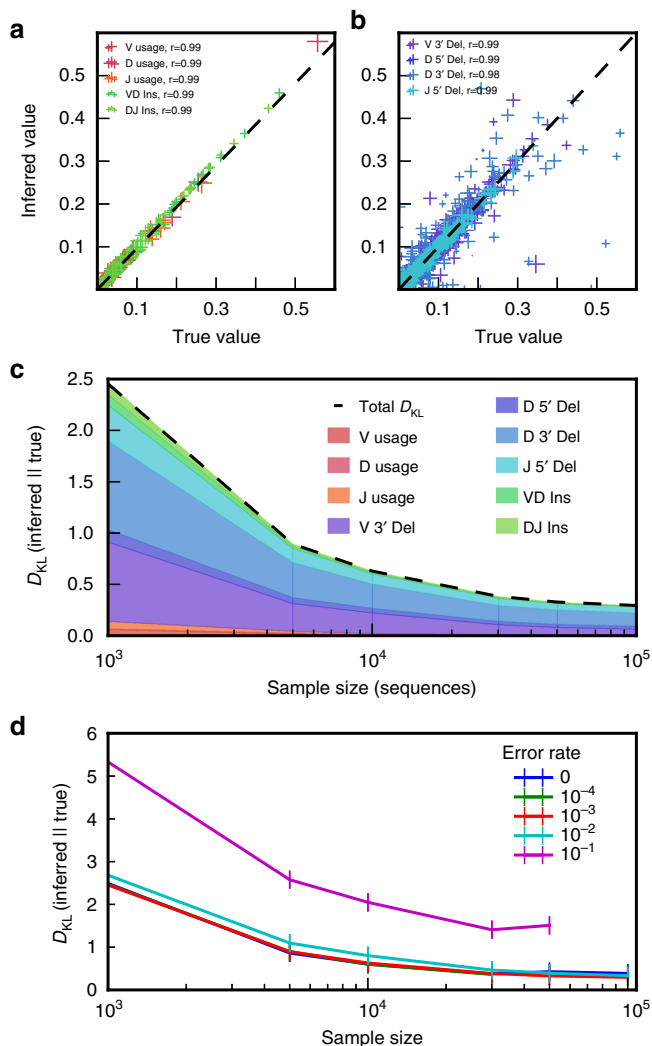 a
V usage, r=0.99
D usage, r=0.99
J usage, r=0.99
VD Ins, r=0.99
DJ Ins, r=0.99
0.5
0.4
0.3
0.2
0.1
Inferred value
0.1 0.3 0.5
True value
b
V 3′ Del, r=0.99
D 5′ Del, r=0.99
D 3′ Del, r=0.98
J 5′ Del, r=0.99
0.5
0.4
0.3
0.2
0.1
0.1 0.3 0.5
True value
c
2.5
2.0
1.5
1.0
0.5
0.0
D_KL (inferred || true)
Total D_KL
V usage
D usage
J usage
V 3′ Del
D 5′ Del
D 3′ Del
J 5′ Del
VD Ins
DJ Ins
10³ 10⁴ 10⁵
Sample size (sequences)
d
6
5
4
3
2
1
0
D_KL (inferred || true)
Error rate
0
10⁻⁴
10⁻³
10⁻²
10⁻¹
10³ 10⁴ 10⁵
Sample size